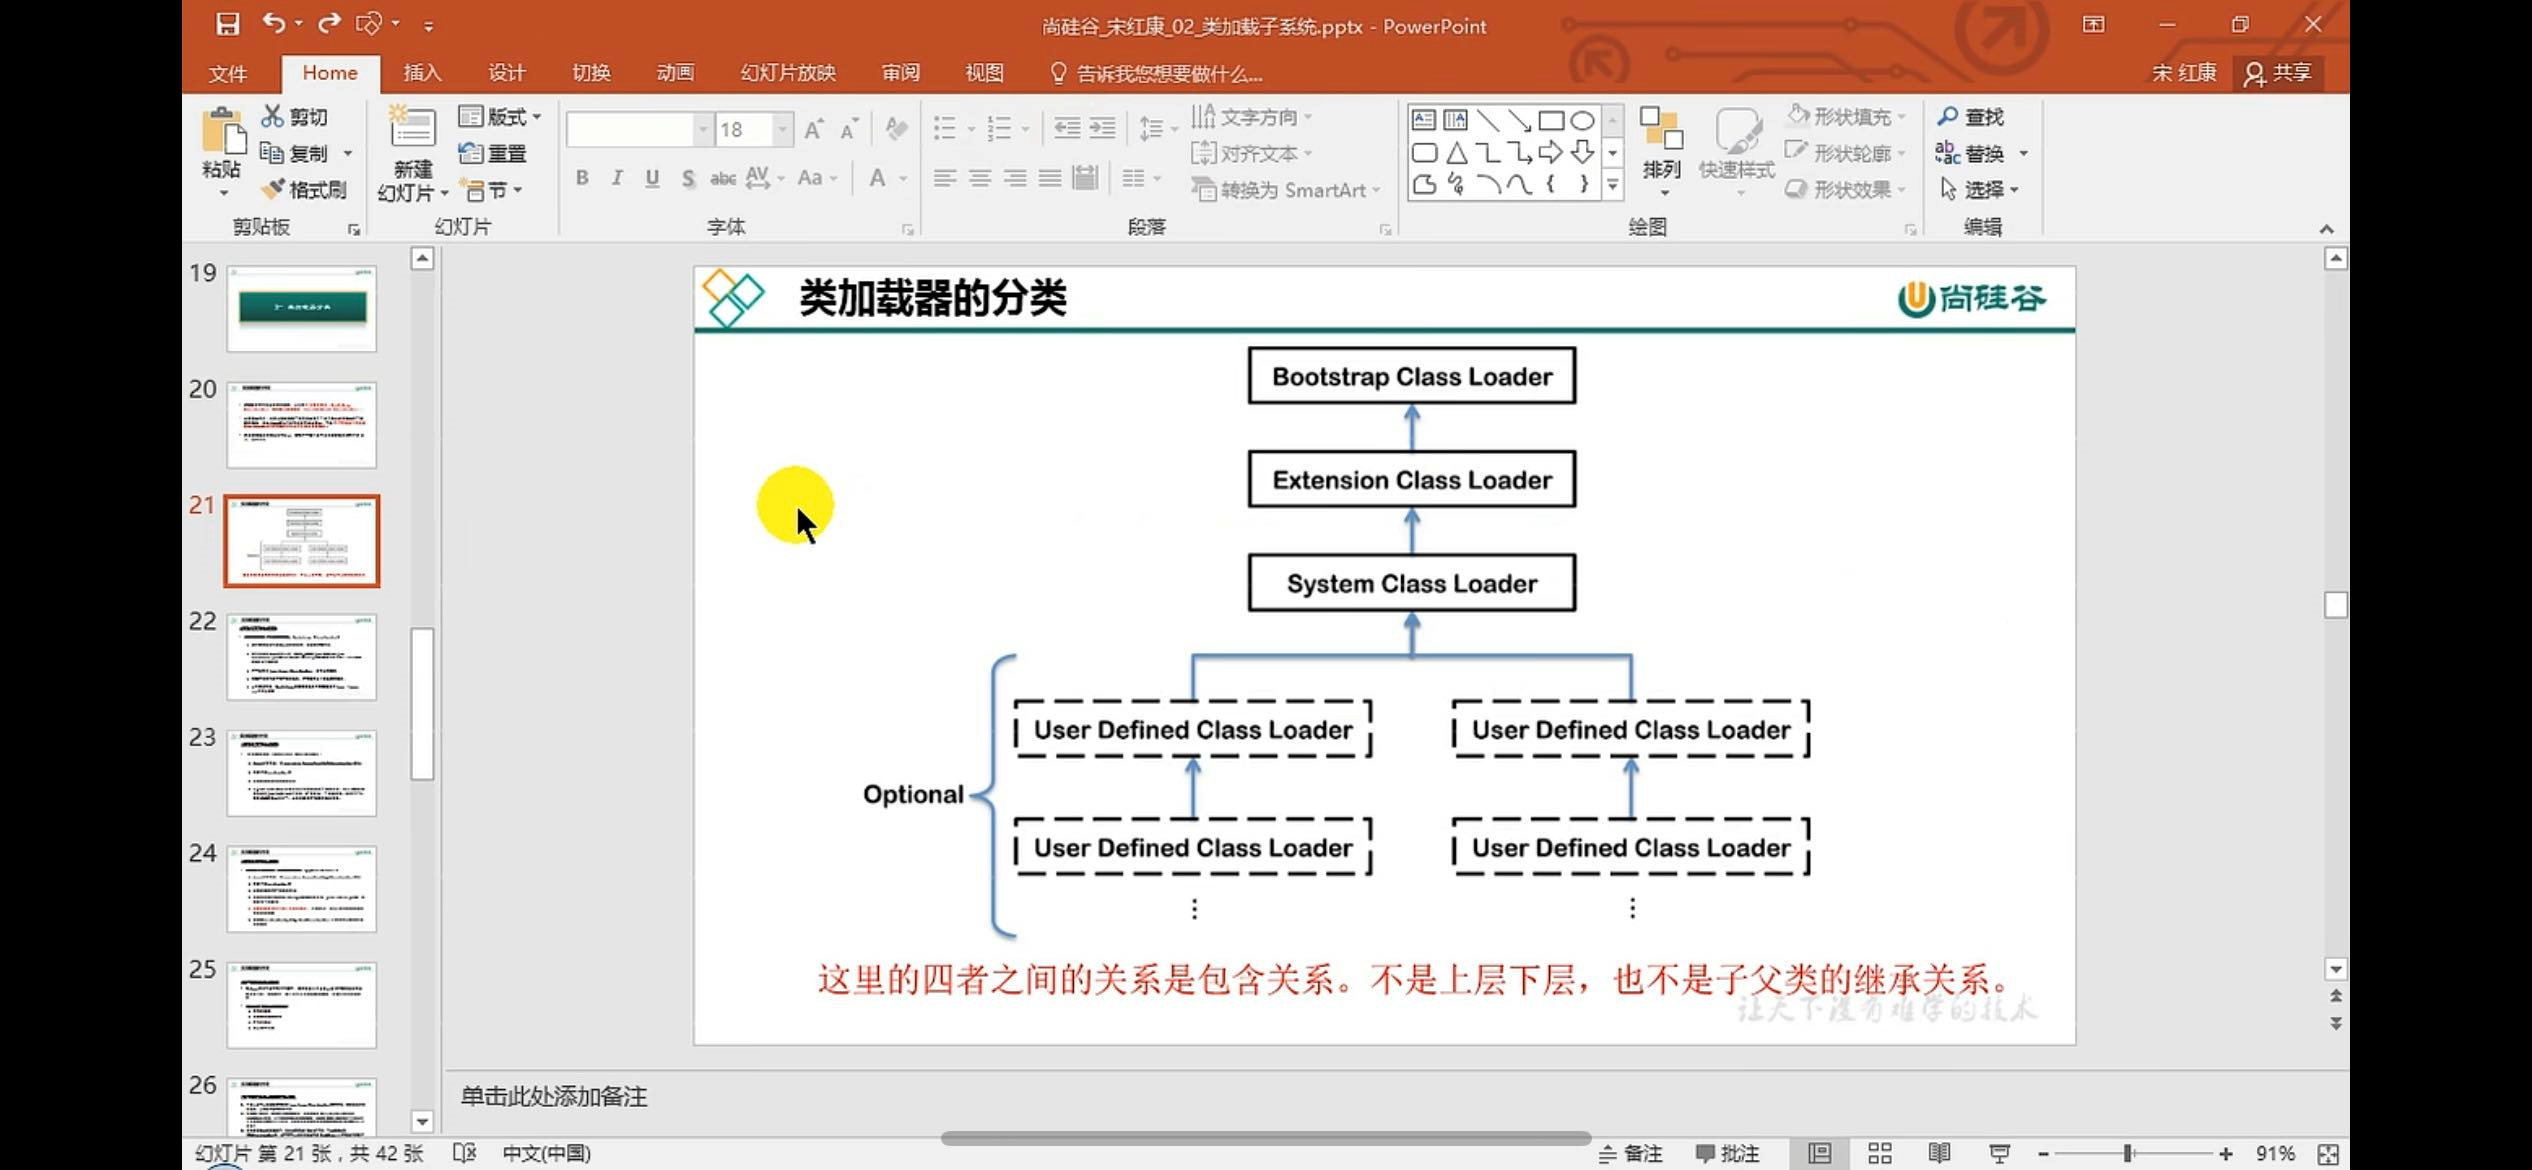 尚硅谷_宋红康_02_类加载子系统.pptx - PowerPoint
文件 Home 插入 设计 切换 动画 幻灯片放映 审阅 视图 告诉我您想要做什么... 宋 红康 共享
粘贴 剪切 复制 格式刷
剪贴板
新建 幻灯片 版式 重置 节
幻灯片
18
B I U S abc AV Aa A
字体
文字方向
对齐文本
转换为 SmartArt
段落
排列 快速样式 形状填充 形状轮廓 形状效果
绘图
查找
替换
选择
编辑
19
20
21
22
23
24
25
26
类加载器的分类
尚硅谷
Bootstrap Class Loader
Extension Class Loader
System Class Loader
User Defined Class Loader User Defined Class Loader
Optional
User Defined Class Loader User Defined Class Loader
⋮ ⋮
这里的四者之间的关系是包含关系。不是上层下层，也不是子父类的继承关系。
让天下没有难学的技术
单击此处添加备注
幻灯片 第 21 张，共 42 张 中文(中国) 备注 批注 91%